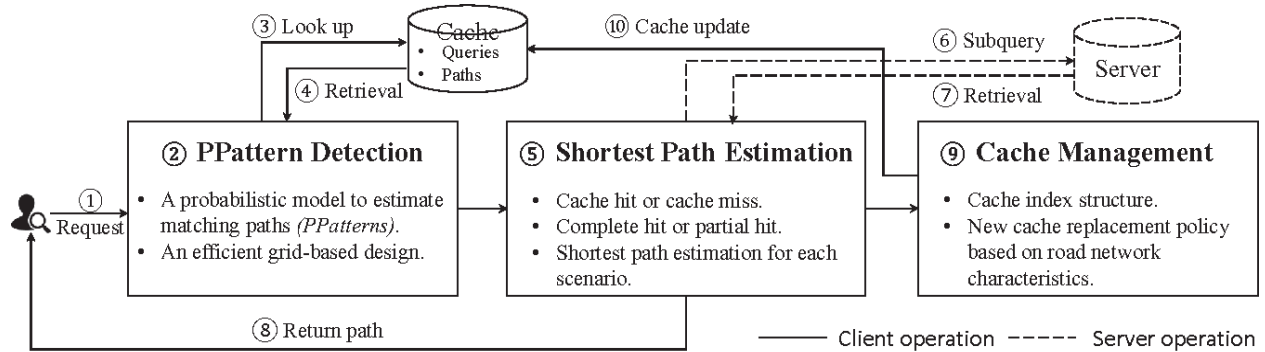 ③ Look up
Cache
• Queries
• Paths
④ Retrieval
⑩ Cache update
⑥ Subquery
Server
⑦ Retrieval
① 
Request
② PPattern Detection
• A probabilistic model to estimate
matching paths (PPatterns).
• An efficient grid-based design.
⑤ Shortest Path Estimation
• Cache hit or cache miss.
• Complete hit or partial hit.
• Shortest path estimation for each
scenario.
⑨ Cache Management
• Cache index structure.
• New cache replacement policy
based on road network
characteristics.
⑧ Return path
Client operation
Server operation